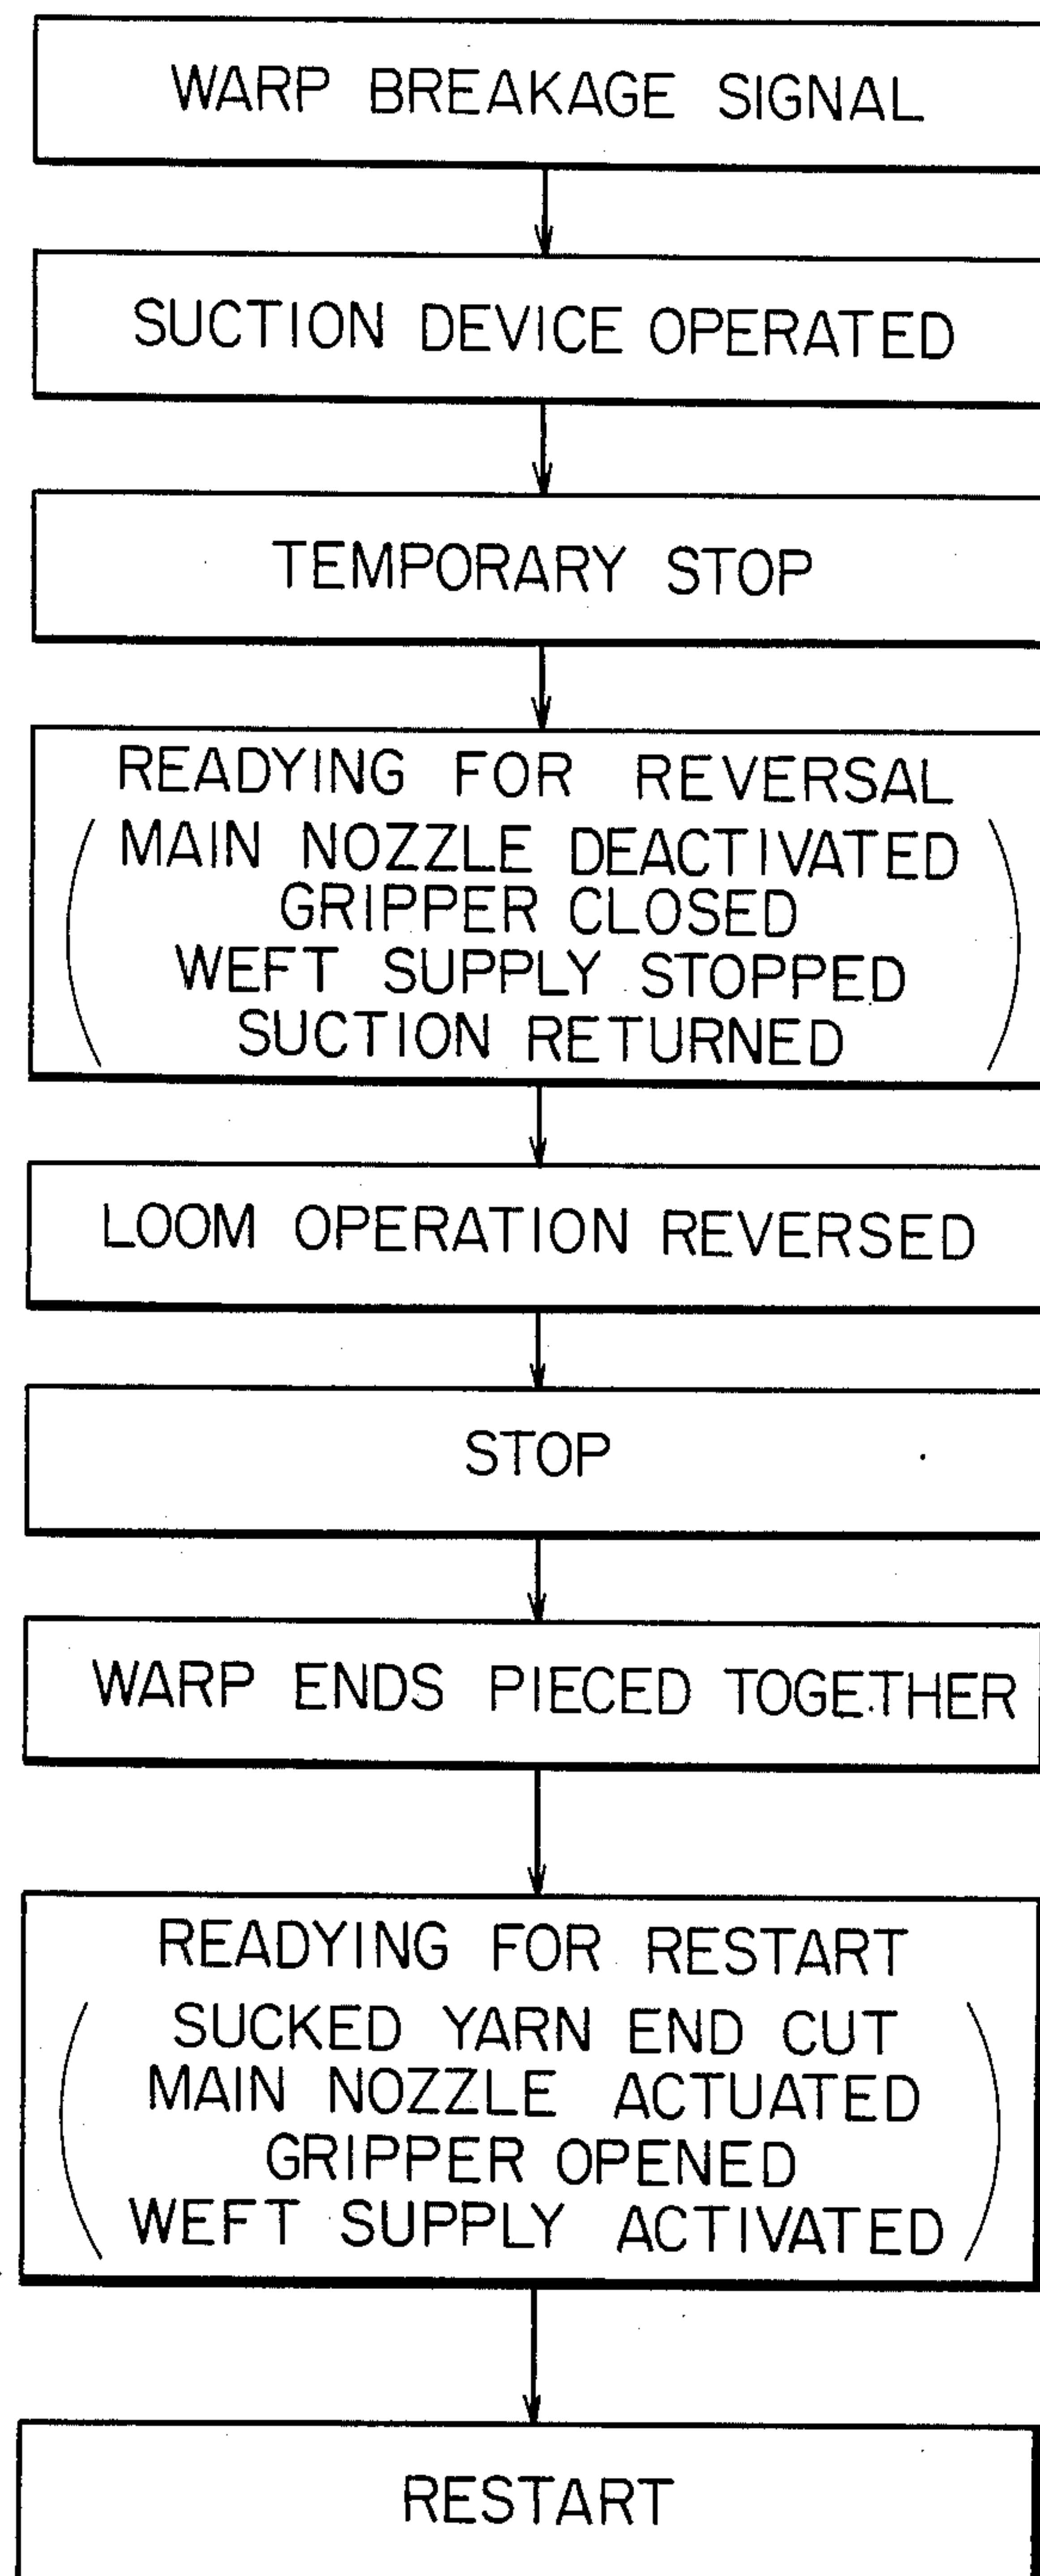 WARP BREAKAGE SIGNAL
SUCTION DEVICE OPERATED
TEMPORARY STOP
READYING FOR REVERSAL
MAIN NOZZLE DEACTIVATED
GRIPPER CLOSED
WEFT SUPPLY STOPPED
SUCTION RETURNED
LOOM OPERATION REVERSED
STOP
WARP ENDS PIECED TOGETHER
READYING FOR RESTART
SUCKED YARN END CUT
MAIN NOZZLE ACTUATED
GRIPPER OPENED
WEFT SUPPLY ACTIVATED
RESTART